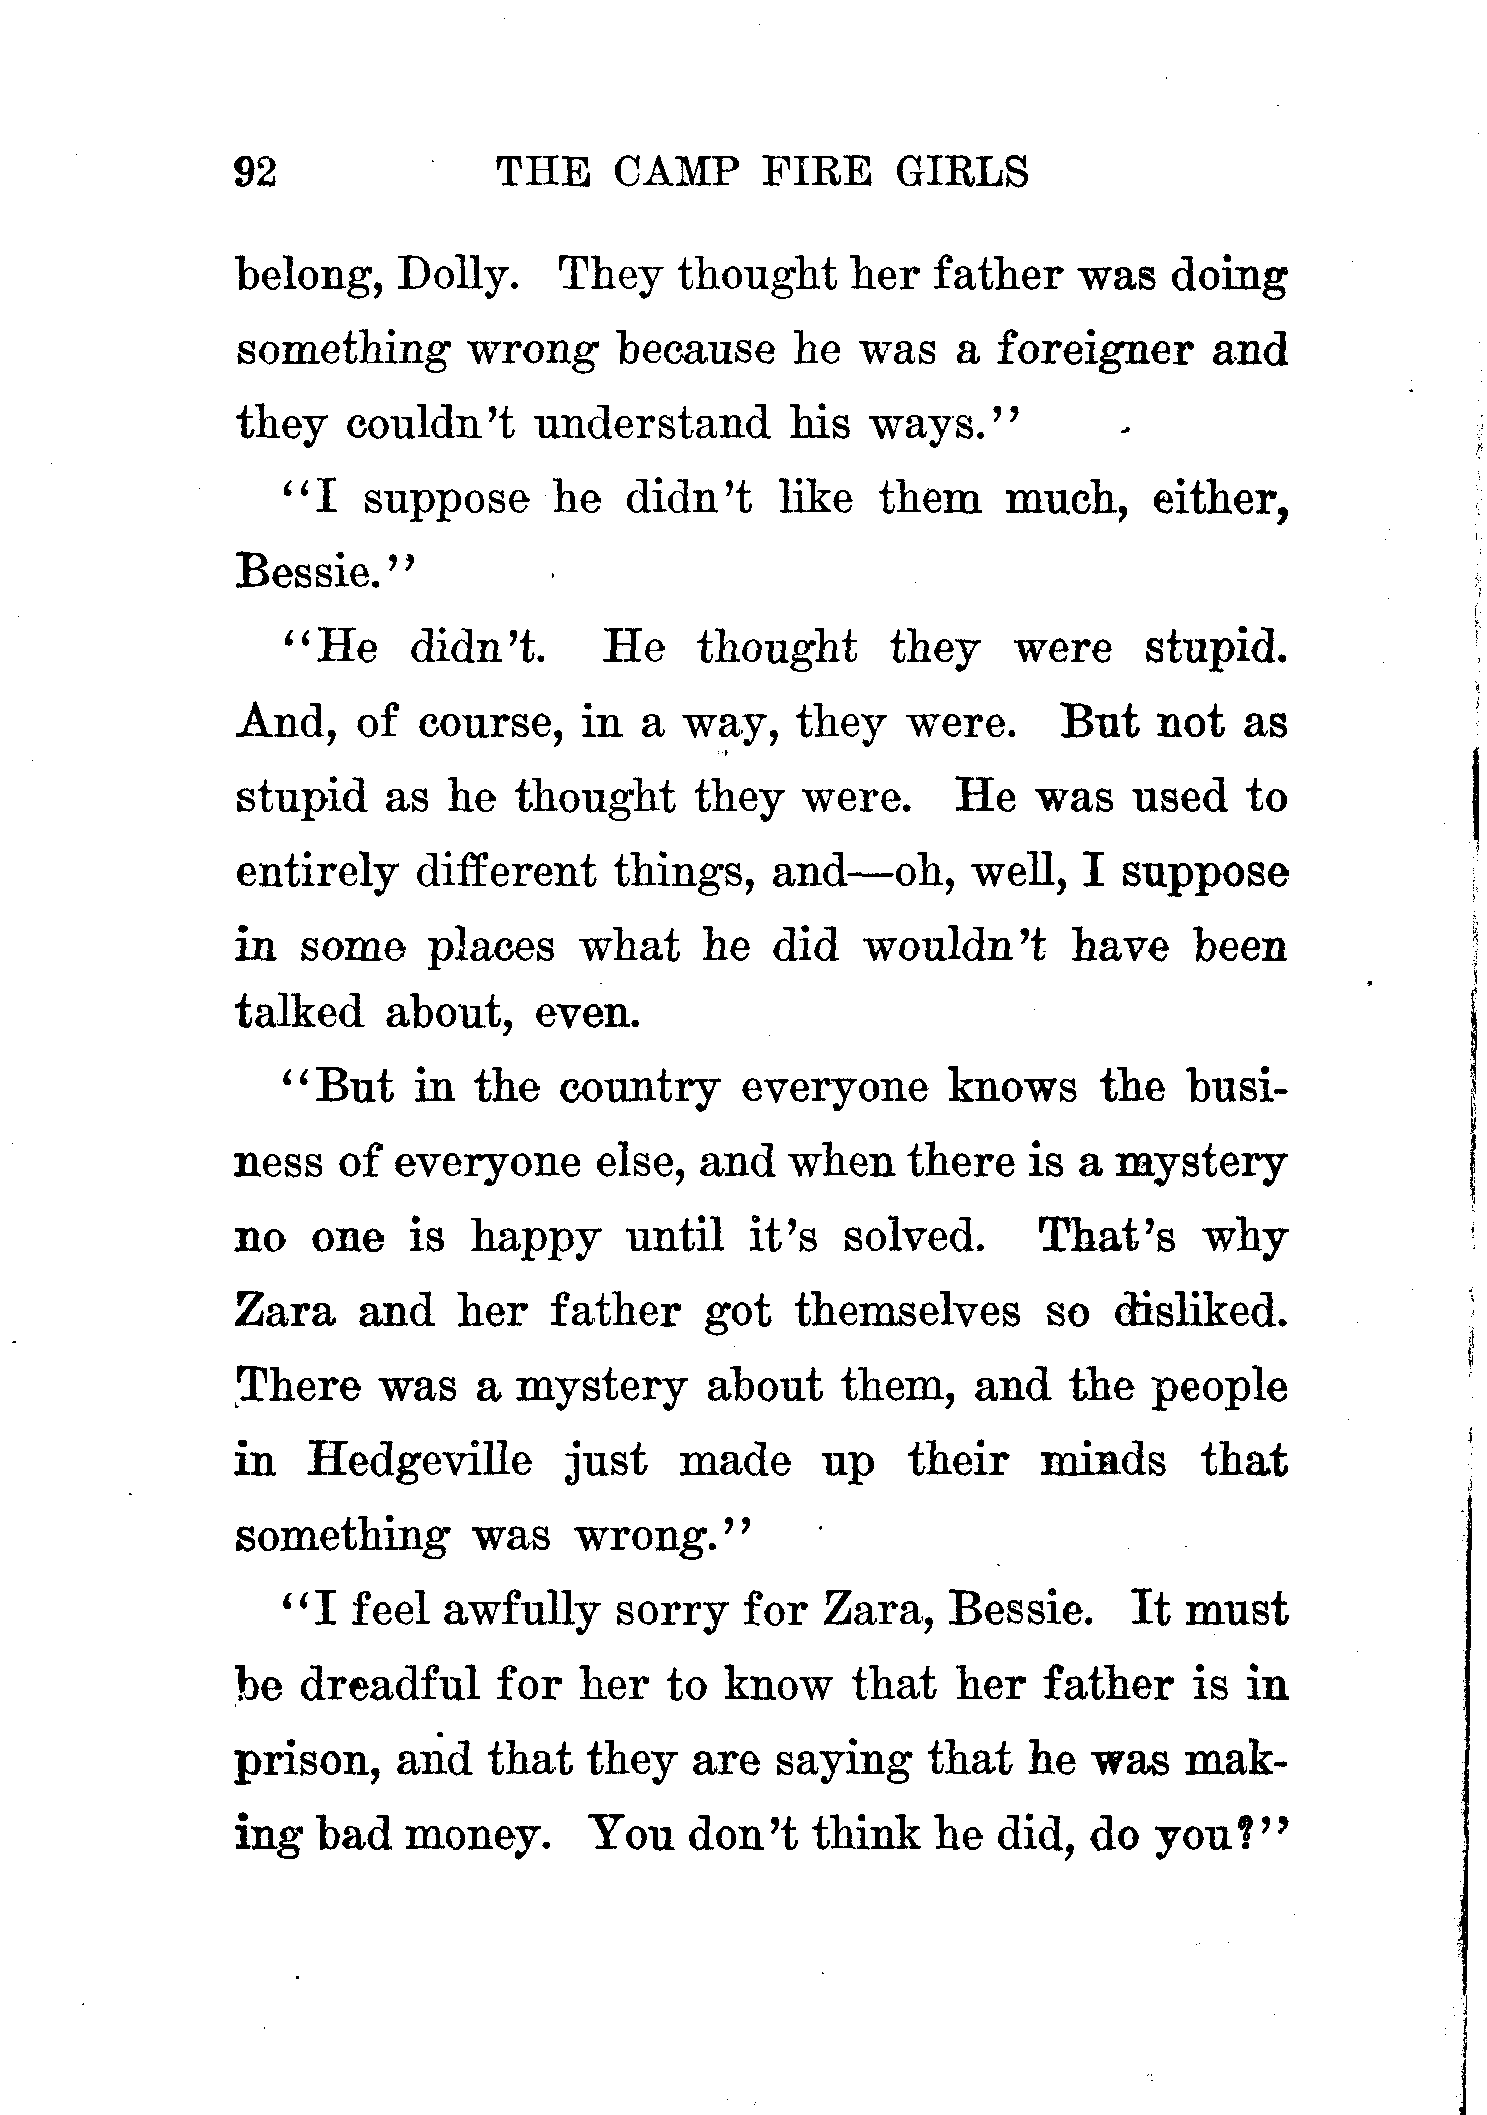 92 THE CAMP FIRE GIRLS
belong, Dolly. They thought her father was doing
something wrong because he was a foreigner and
they couldn't understand his ways."
"I suppose he didn't like them much, either,
Bessie."
"He didn't. He thought they were stupid.
And, of course, in a way, they were. But not as
stupid as he thought they were. He was used to
entirely different things, and—oh, well, I suppose
in some places what he did wouldn't have been
talked about, even.
"But in the country everyone knows the busi-
ness of everyone else, and when there is a mystery
no one is happy until it's solved. That's why
Zara and her father got themselves so disliked.
There was a mystery about them, and the people
in Hedgeville just made up their minds that
something was wrong."
"I feel awfully sorry for Zara, Bessie. It must
be dreadful for her to know that her father is in
prison, and that they are saying that he was mak-
ing bad money. You don't think he did, do you?"